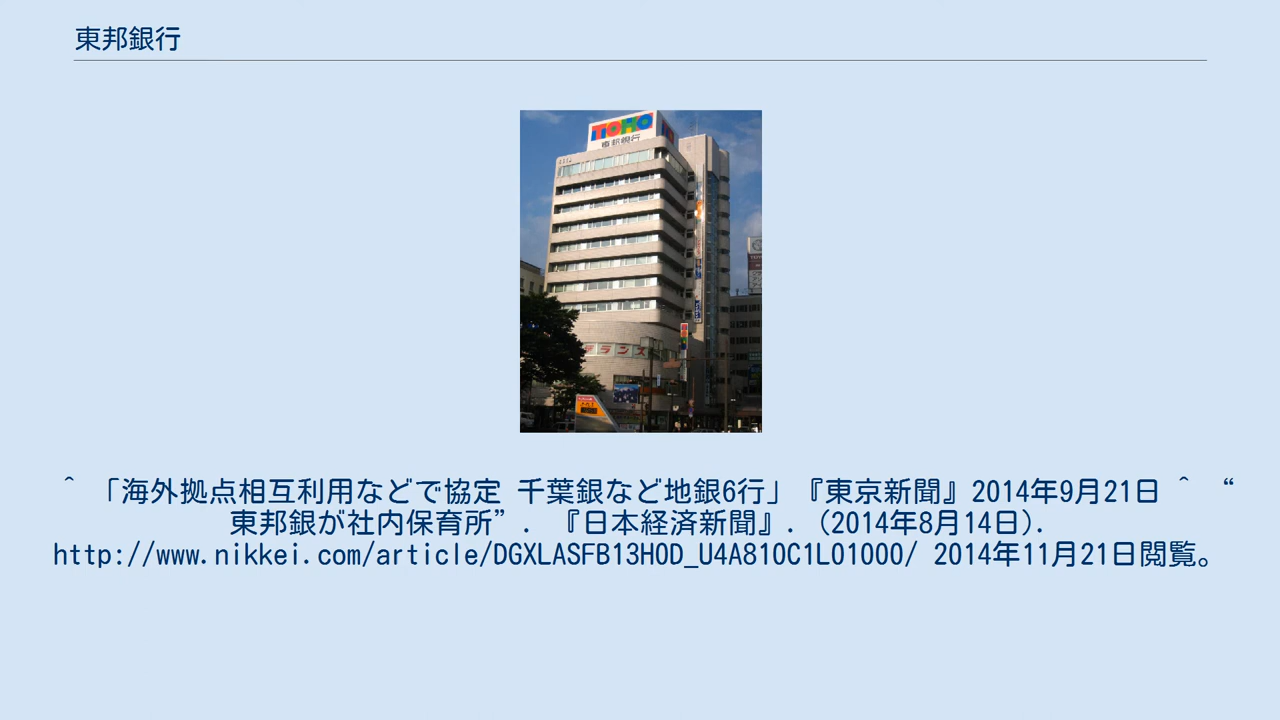 東邦銀行
TOHO
東邦銀行
^ 「海外拠点相互利用などで協定 千葉銀など地銀6行」『東京新聞』2014年9月21日 ^ “
東邦銀が社内保育所”. 『日本経済新聞』. (2014年8月14日).
http://www.nikkei.com/article/DGXLASFB13H0D_U4A810C1L01000/ 2014年11月21日閲覧。